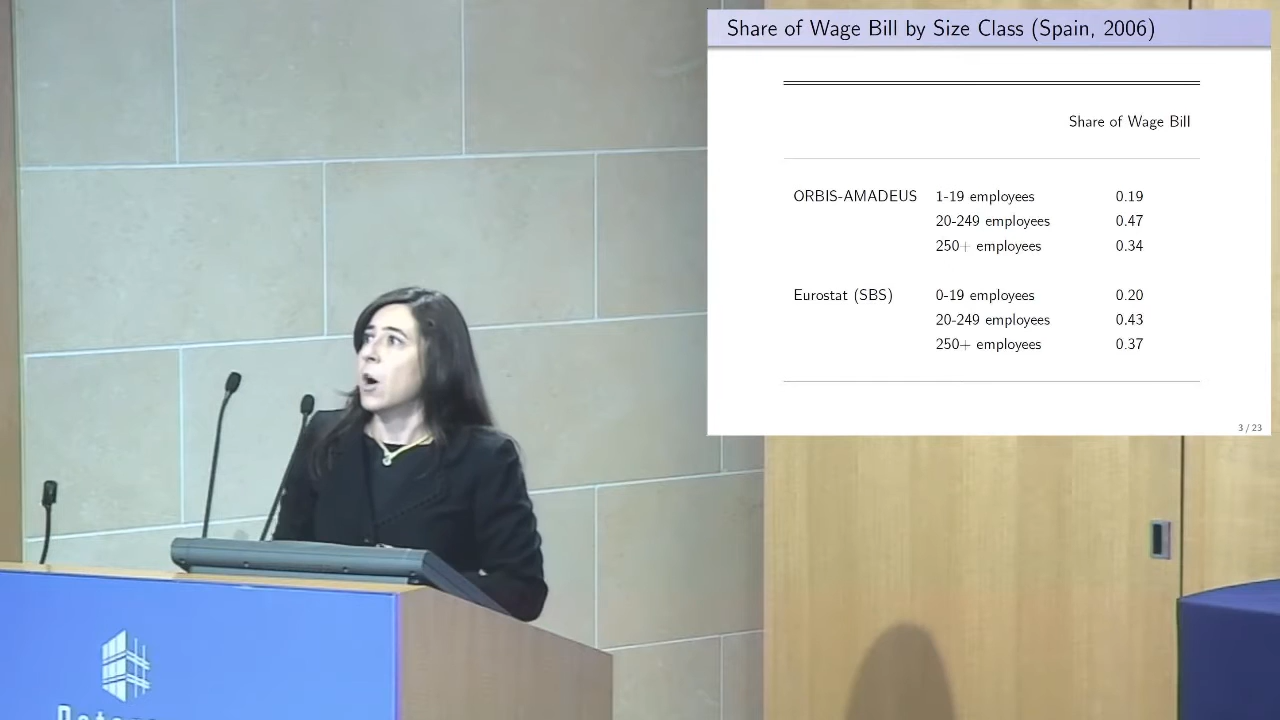 Share of Wage Bill by Size Class (Spain, 2006)
Share of Wage Bill
ORBIS-AMADEUS 1-19 employees 0.19
20-249 employees 0.47
250+ employees 0.34
Eurostat (SBS) 0-19 employees 0.20
20-249 employees 0.43
250+ employees 0.37
3 / 23